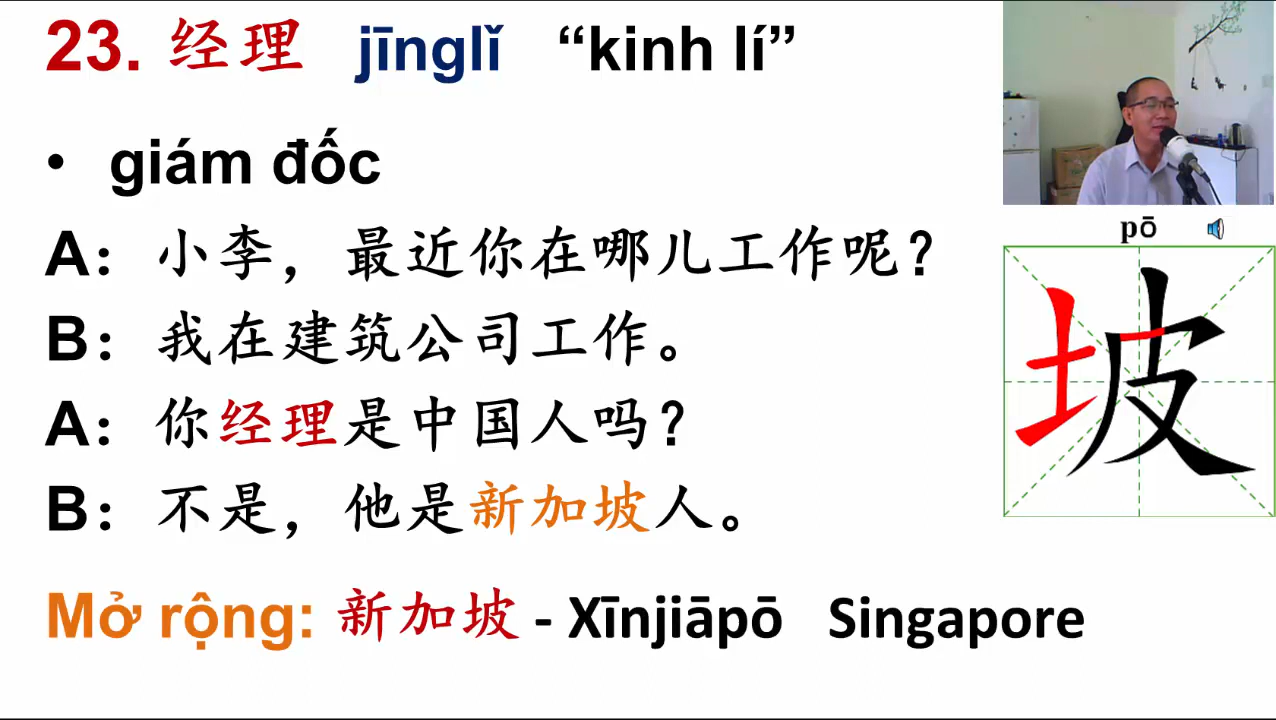 23. 经理 jīnglǐ “kinh lí”
• giám đốc
A：小李，最近你在哪儿工作呢？
B：我在建筑公司工作。
A：你经理是中国人吗？
B：不是，他是新加坡人。
Mở rộng: 新加坡 - Xīnjiāpō Singapore
pō
坡